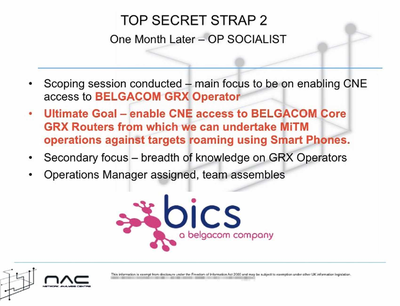 TOP SECRET STRAP 2
One Month Later – OP SOCIALIST
• Scoping session conducted – main focus to be on enabling CNE
access to BELGACOM GRX Operator
• Ultimate Goal – enable CNE access to BELGACOM Core
GRX Routers from which we can undertake MiTM
operations against targets roaming using Smart Phones.
• Secondary focus – breadth of knowledge on GRX Operators
• Operations Manager assigned, team assembles
bics
a belgacom company
NAC
NETWORK ANALYSIS CENTRE
This information is exempt from disclosure under the Freedom of Information Act 2000 and may be subject to exemption under other UK information legislation.